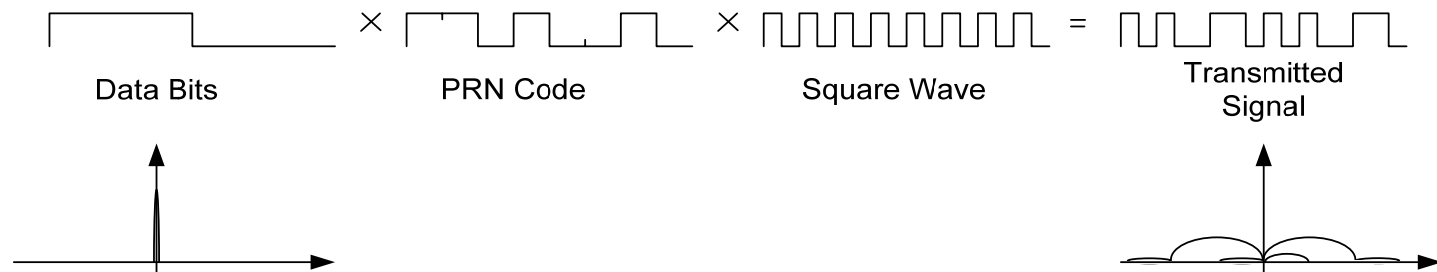 × × =
Data Bits PRN Code Square Wave Transmitted
Signal